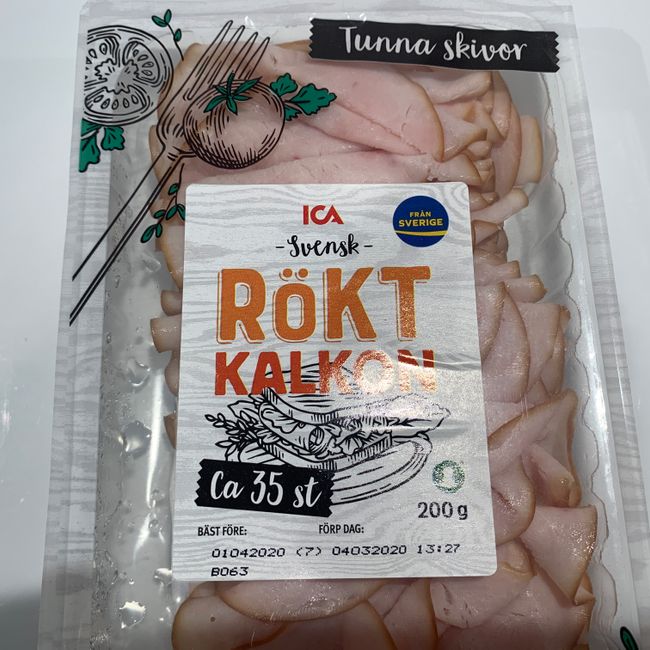 Tunna skivor
ICA
FRÅN
SVERIGE
-Svensk-
RÖKT
KALKON
Ca 35 st
200 g
BÄST FÖRE: FÖRP DAG:
01042020 (7) 04032020 13:27
B063